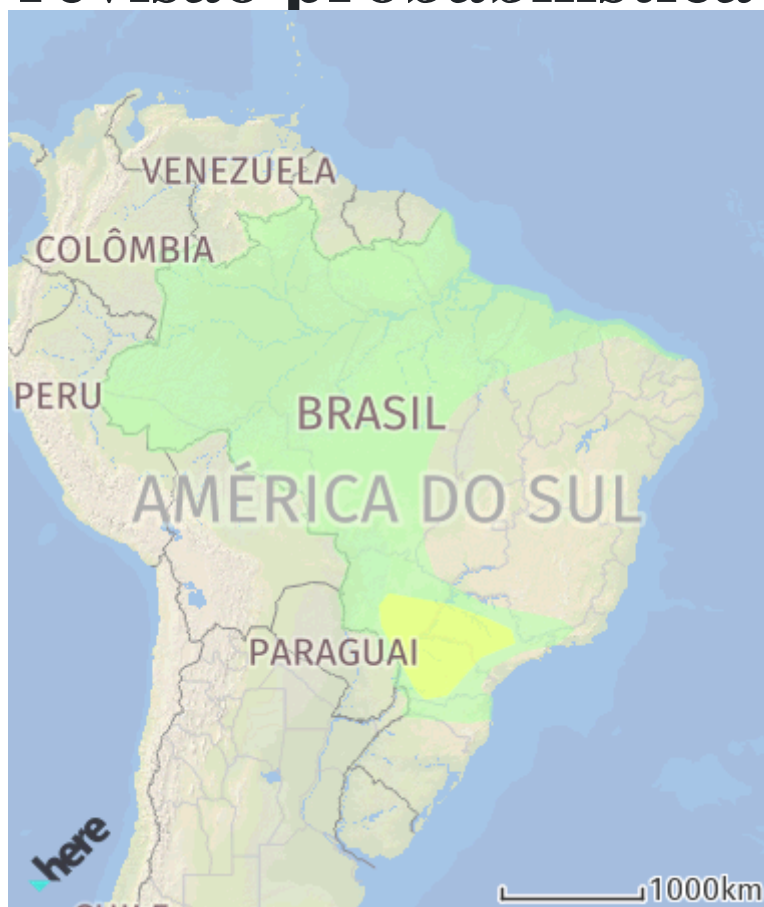 VENEZUELA
COLÔMBIA
PERU
BRASIL
AMÉRICA DO SUL
PARAGUAI
here
1000km